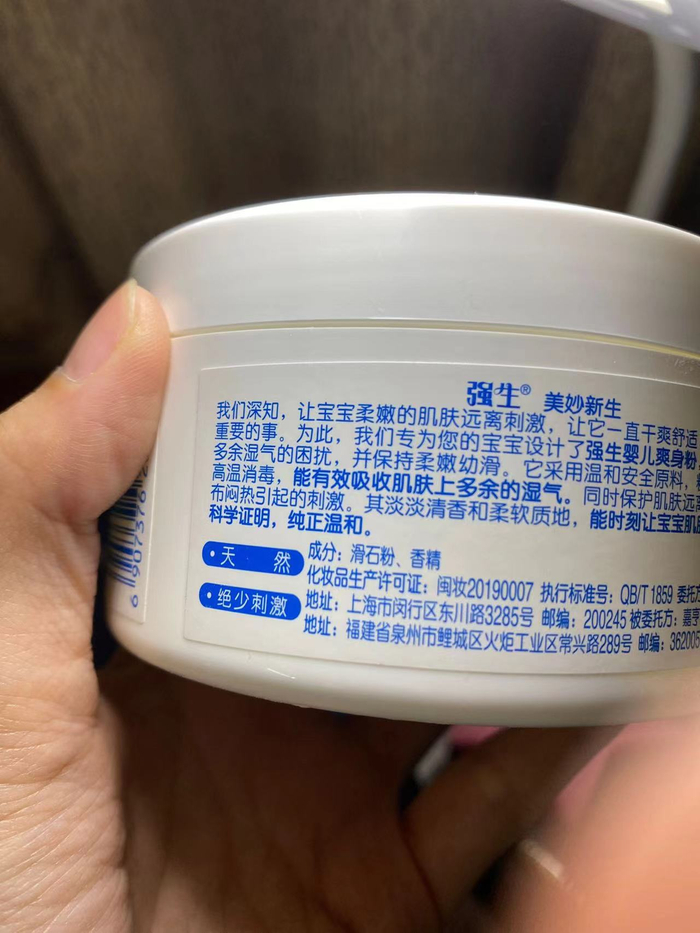 强生® 美妙新生
我们深知，让宝宝柔嫩的肌肤远离刺激，让它一直干爽舒适
重要的事。为此，我们专为您的宝宝设计了强生婴儿爽身粉
多余湿气的困扰，并保持柔嫩幼滑。它采用温和安全原料，
高温消毒，能有效吸收肌肤上多余的湿气。同时保护肌肤远离
布闷热引起的刺激。其淡淡清香和柔软质地，能时刻让宝宝肌
科学证明，纯正温和。
·天 然 成分：滑石粉、香精
化妆品生产许可证：闽妆20190007 执行标准号：QB/T 1859 委托方
·绝少刺激 地址：上海市闵行区东川路3285号 邮编：200245 被委托方：嘉亨
地址：福建省泉州市鲤城区火炬工业区常兴路289号 邮编：362005
6 907376